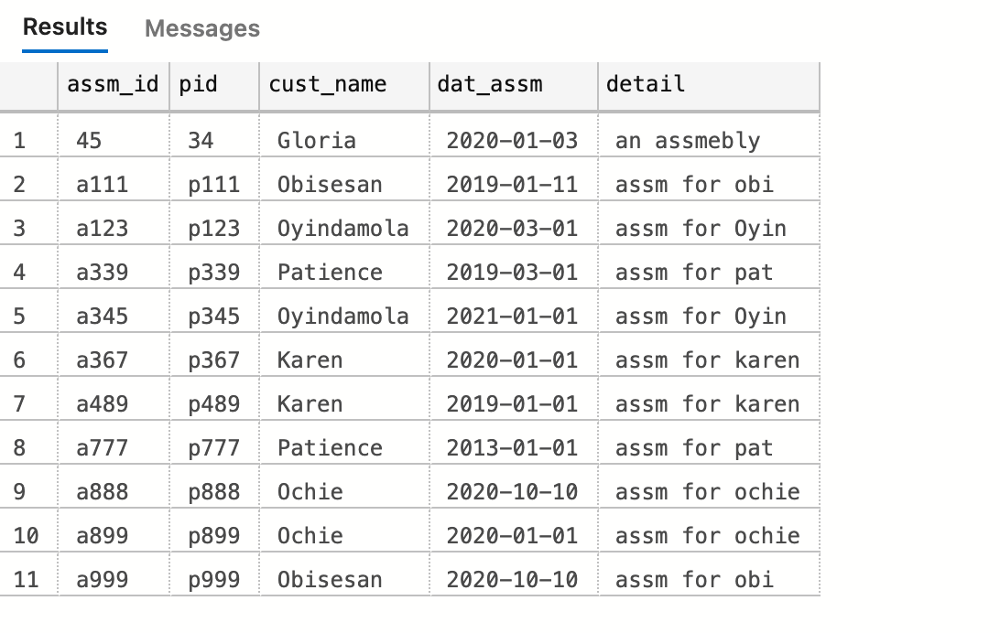 Results Messages
assm_id pid cust_name dat_assm detail
1 45 34 Gloria 2020-01-03 an assmebly
2 a111 p111 Obisesan 2019-01-11 assm for obi
3 a123 p123 Oyindamola 2020-03-01 assm for Oyin
4 a339 p339 Patience 2019-03-01 assm for pat
5 a345 p345 Oyindamola 2021-01-01 assm for Oyin
6 a367 p367 Karen 2020-01-01 assm for karen
7 a489 p489 Karen 2019-01-01 assm for karen
8 a777 p777 Patience 2013-01-01 assm for pat
9 a888 p888 Ochie 2020-10-10 assm for ochie
10 a899 p899 Ochie 2020-01-01 assm for ochie
11 a999 p999 Obisesan 2020-10-10 assm for obi